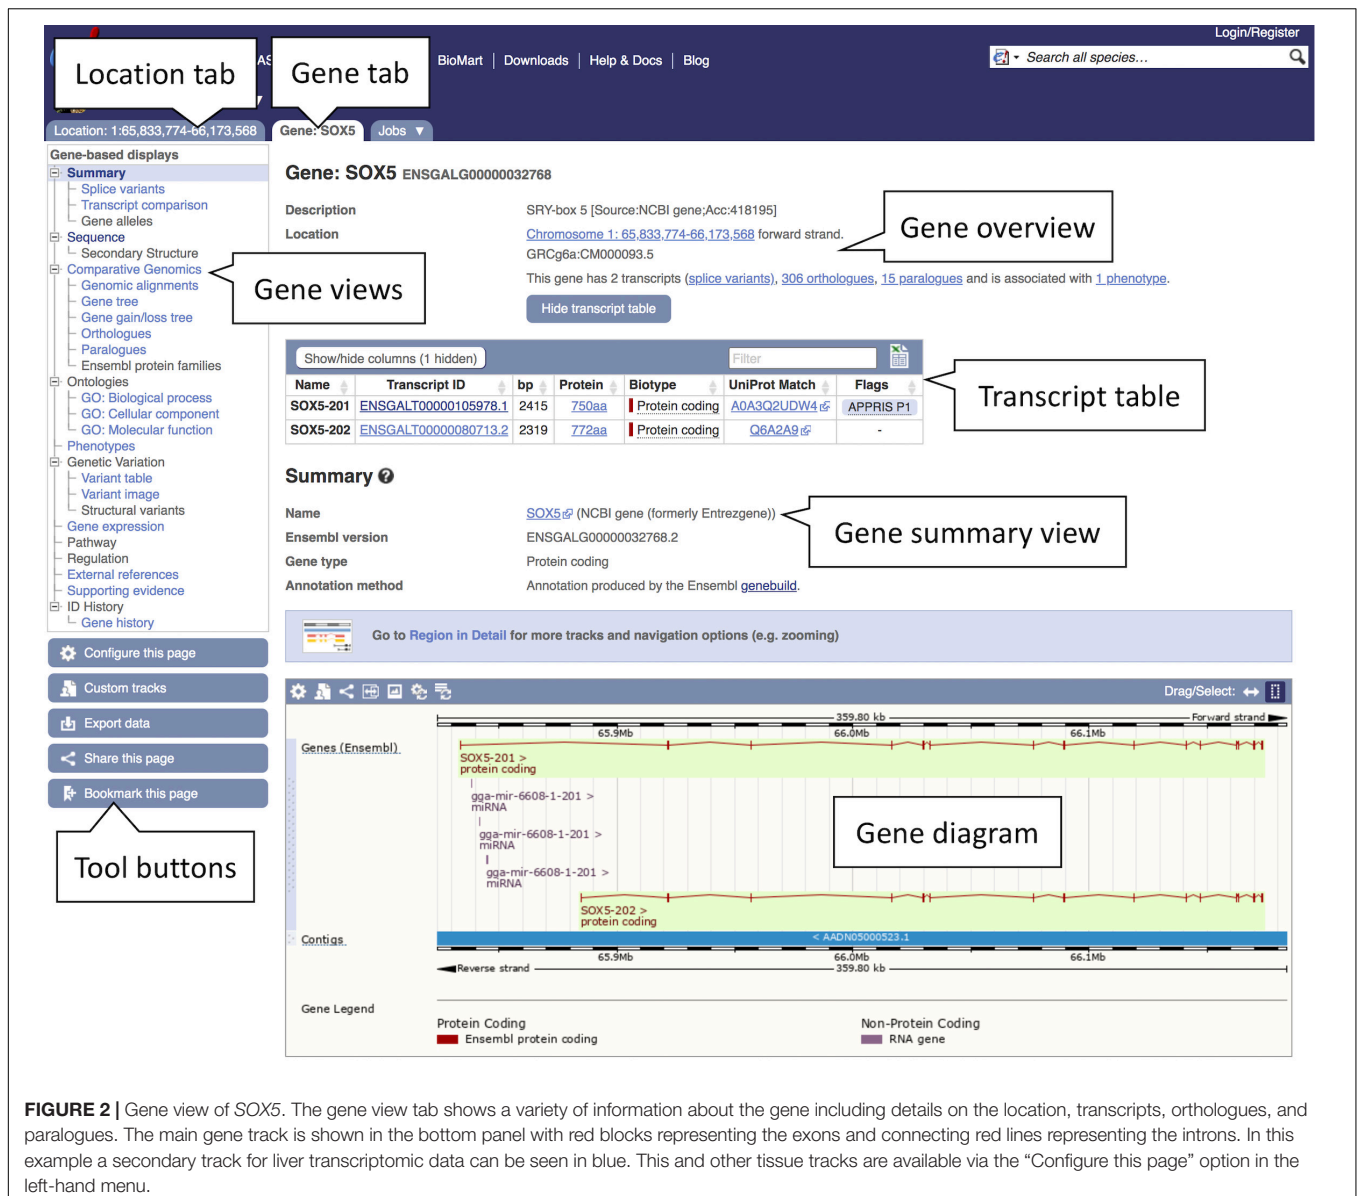 Login/Register
AS
BioMart | Downloads | Help & Docs | Blog
Search all species...
Location tab
Gene tab
Location: 1:65,833,774-66,173,568
Gene: SOX5
Jobs ▼
Gene-based displays
Summary
Splice variants
Transcript comparison
Gene alleles
Sequence
Secondary Structure
Comparative Genomics
Genomic alignments
Gene tree
Gene gain/loss tree
Orthologues
Paralogues
Ensembl protein families
Ontologies
GO: Biological process
GO: Cellular component
GO: Molecular function
Phenotypes
Genetic Variation
Variant table
Variant image
Structural variants
Gene expression
Pathway
Regulation
External references
Supporting evidence
ID History
Gene history
Gene views
Configure this page
Custom tracks
Export data
Share this page
Bookmark this page
Tool buttons
Gene: SOX5 ENSGALG00000032768
Description SRY-box 5 [Source:NCBI gene;Acc:418195]
Location Chromosome 1: 65,833,774-66,173,568 forward strand.
GRCg6a:CM000093.5
Gene overview
This gene has 2 transcripts (splice variants), 306 orthologues, 15 paralogues and is associated with 1 phenotype.
Hide transcript table
Show/hide columns (1 hidden) Filter
Name Transcript ID bp Protein Biotype UniProt Match Flags
SOX5-201 ENSGALT00000105978.1 2415 750aa Protein coding A0A3Q2UDW4 APPRIS P1
SOX5-202 ENSGALT00000080713.2 2319 772aa Protein coding Q6A2A9 -
Transcript table
Summary
Name SOX5 (NCBI gene (formerly Entrezgene))
Ensembl version ENSGALG00000032768.2
Gene type Protein coding
Annotation method Annotation produced by the Ensembl genebuild.
Gene summary view
Go to Region in Detail for more tracks and navigation options (e.g. zooming)
Drag/Select:
359.80 kb Forward strand
65.9Mb 66.0Mb 66.1Mb
Genes (Ensembl)
SOX5-201 >
protein coding
gga-mir-6608-1-201 >
miRNA
gga-mir-6608-1-201 >
miRNA
gga-mir-6608-1-201 >
miRNA
Gene diagram
SOX5-202 >
protein coding
Contigs < AADN05000523.1
65.9Mb 66.0Mb 66.1Mb
Reverse strand 359.80 kb
Gene Legend
Protein Coding Non-Protein Coding
Ensembl protein coding RNA gene
FIGURE 2 | Gene view of SOX5. The gene view tab shows a variety of information about the gene including details on the location, transcripts, orthologues, and
paralogues. The main gene track is shown in the bottom panel with red blocks representing the exons and connecting red lines representing the introns. In this
example a secondary track for liver transcriptomic data can be seen in blue. This and other tissue tracks are available via the “Configure this page” option in the
left-hand menu.